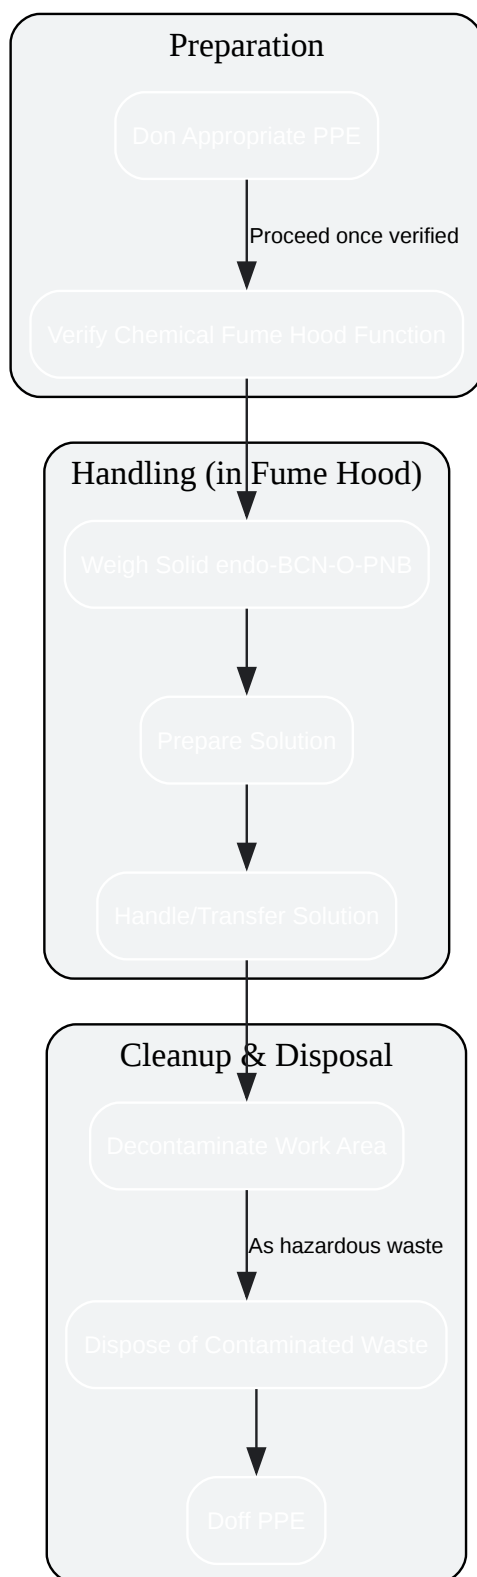 Preparation
Don Appropriate PPE
Proceed once verified
Verify Chemical Fume Hood Function
Handling (in Fume Hood)
Weigh Solid endo-BCN-O-PNB
Prepare Solution
Handle/Transfer Solution
Cleanup & Disposal
Decontaminate Work Area
As hazardous waste
Dispose of Contaminated Waste
Doff PPE